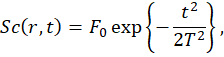 Sc(r, t) = F₀ exp{−t²/2T²},